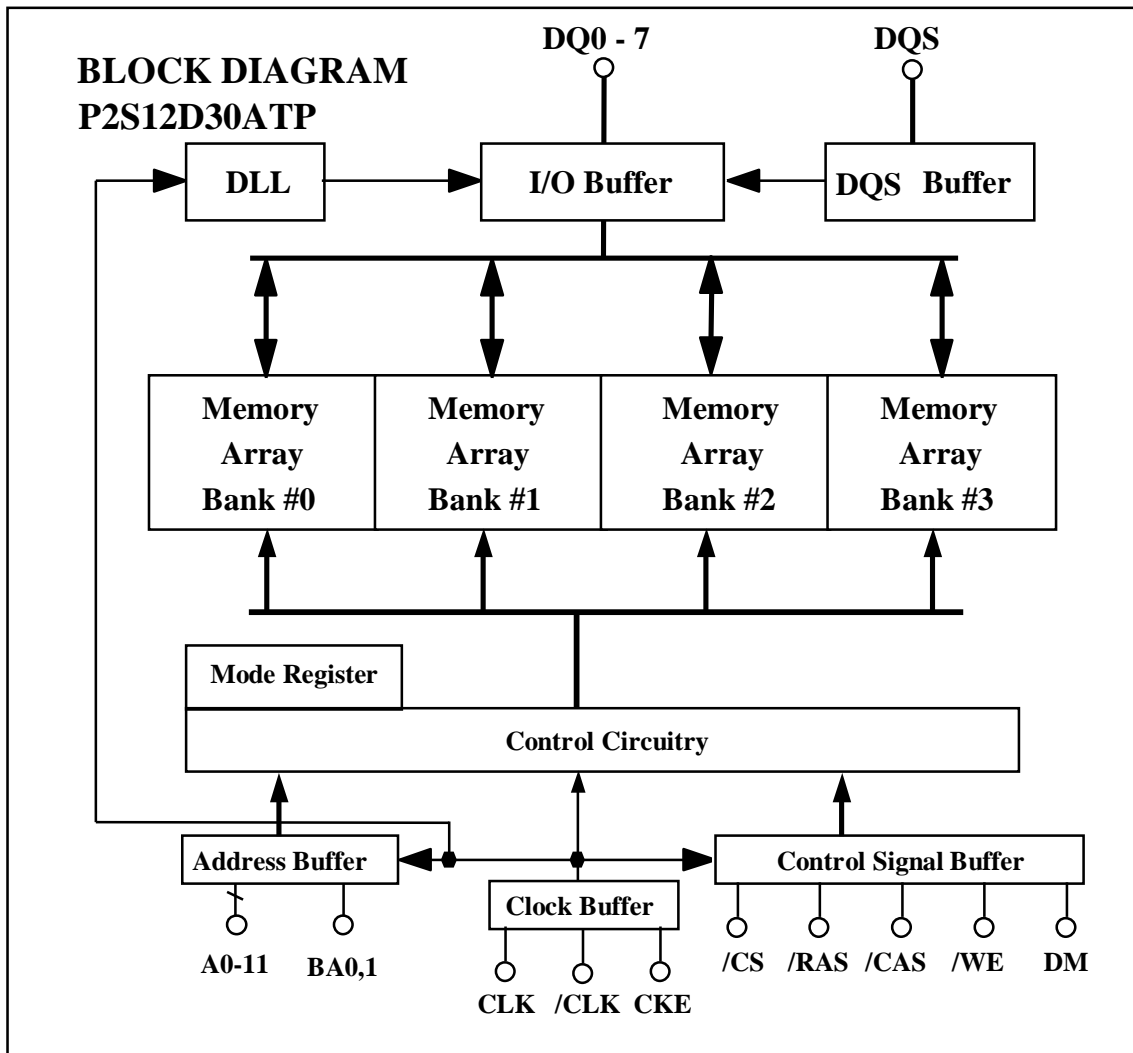 DQ0 - 7
DQS
BLOCK DIAGRAM
P2S12D30ATP
DLL
I/O Buffer
DQS Buffer
Memory
Array
Bank #0
Memory
Array
Bank #1
Memory
Array
Bank #2
Memory
Array
Bank #3
Mode Register
Control Circuitry
Address Buffer
Clock Buffer
Control Signal Buffer
A0-11
BA0,1
CLK
/CLK
CKE
/CS
/RAS
/CAS
/WE
DM